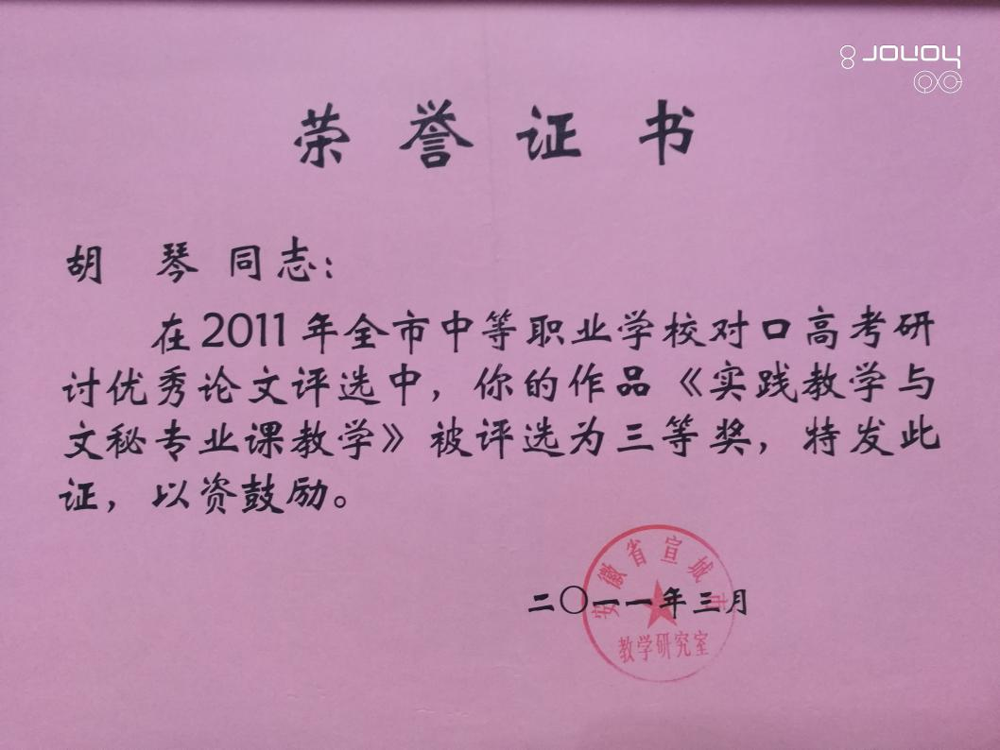 JOYOY
荣誉证书
胡 琴 同志：
在2011年全市中等职业学校对口高考研
讨优秀论文评选中，你的作品《实践教学与
文秘专业课教学》被评选为三等奖，特发此
证，以资鼓励。
安徽省宣城市
二〇一一年三月
教学研究室